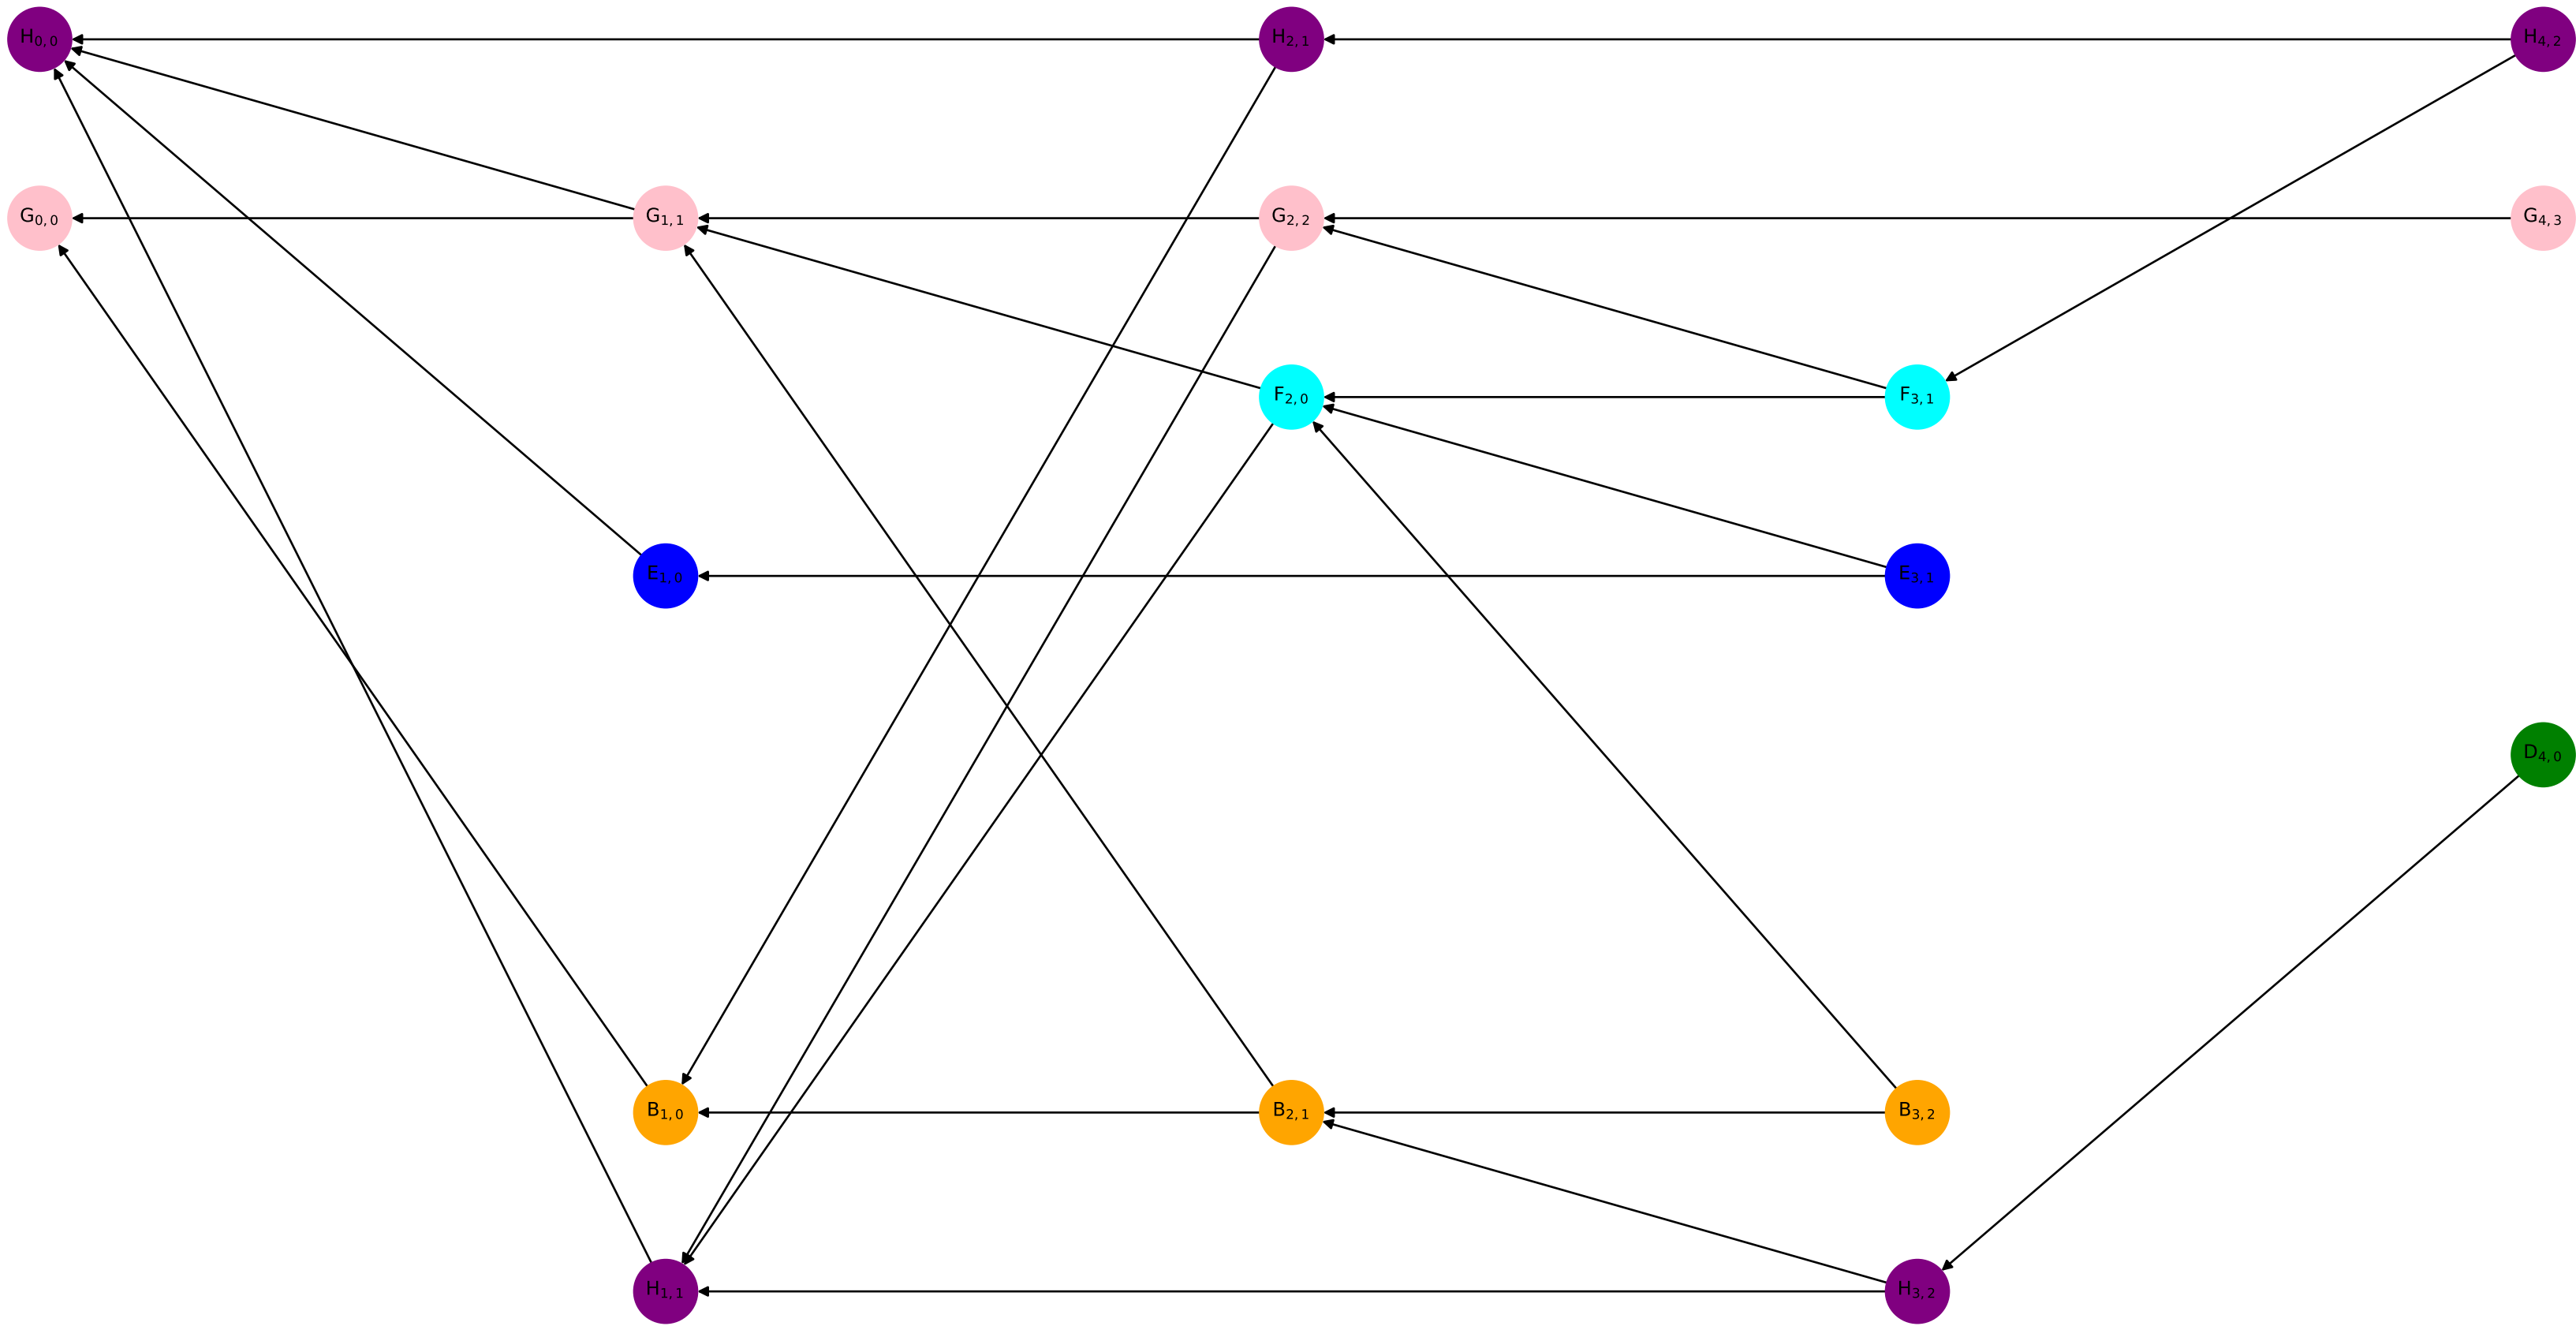 H0,0 H2,1 H4,2
G0,0 G1,1 G2,2 G4,3
F2,0 F3,1
E1,0 E3,1
D4,0
B1,0 B2,1 B3,2
H1,1 H3,2